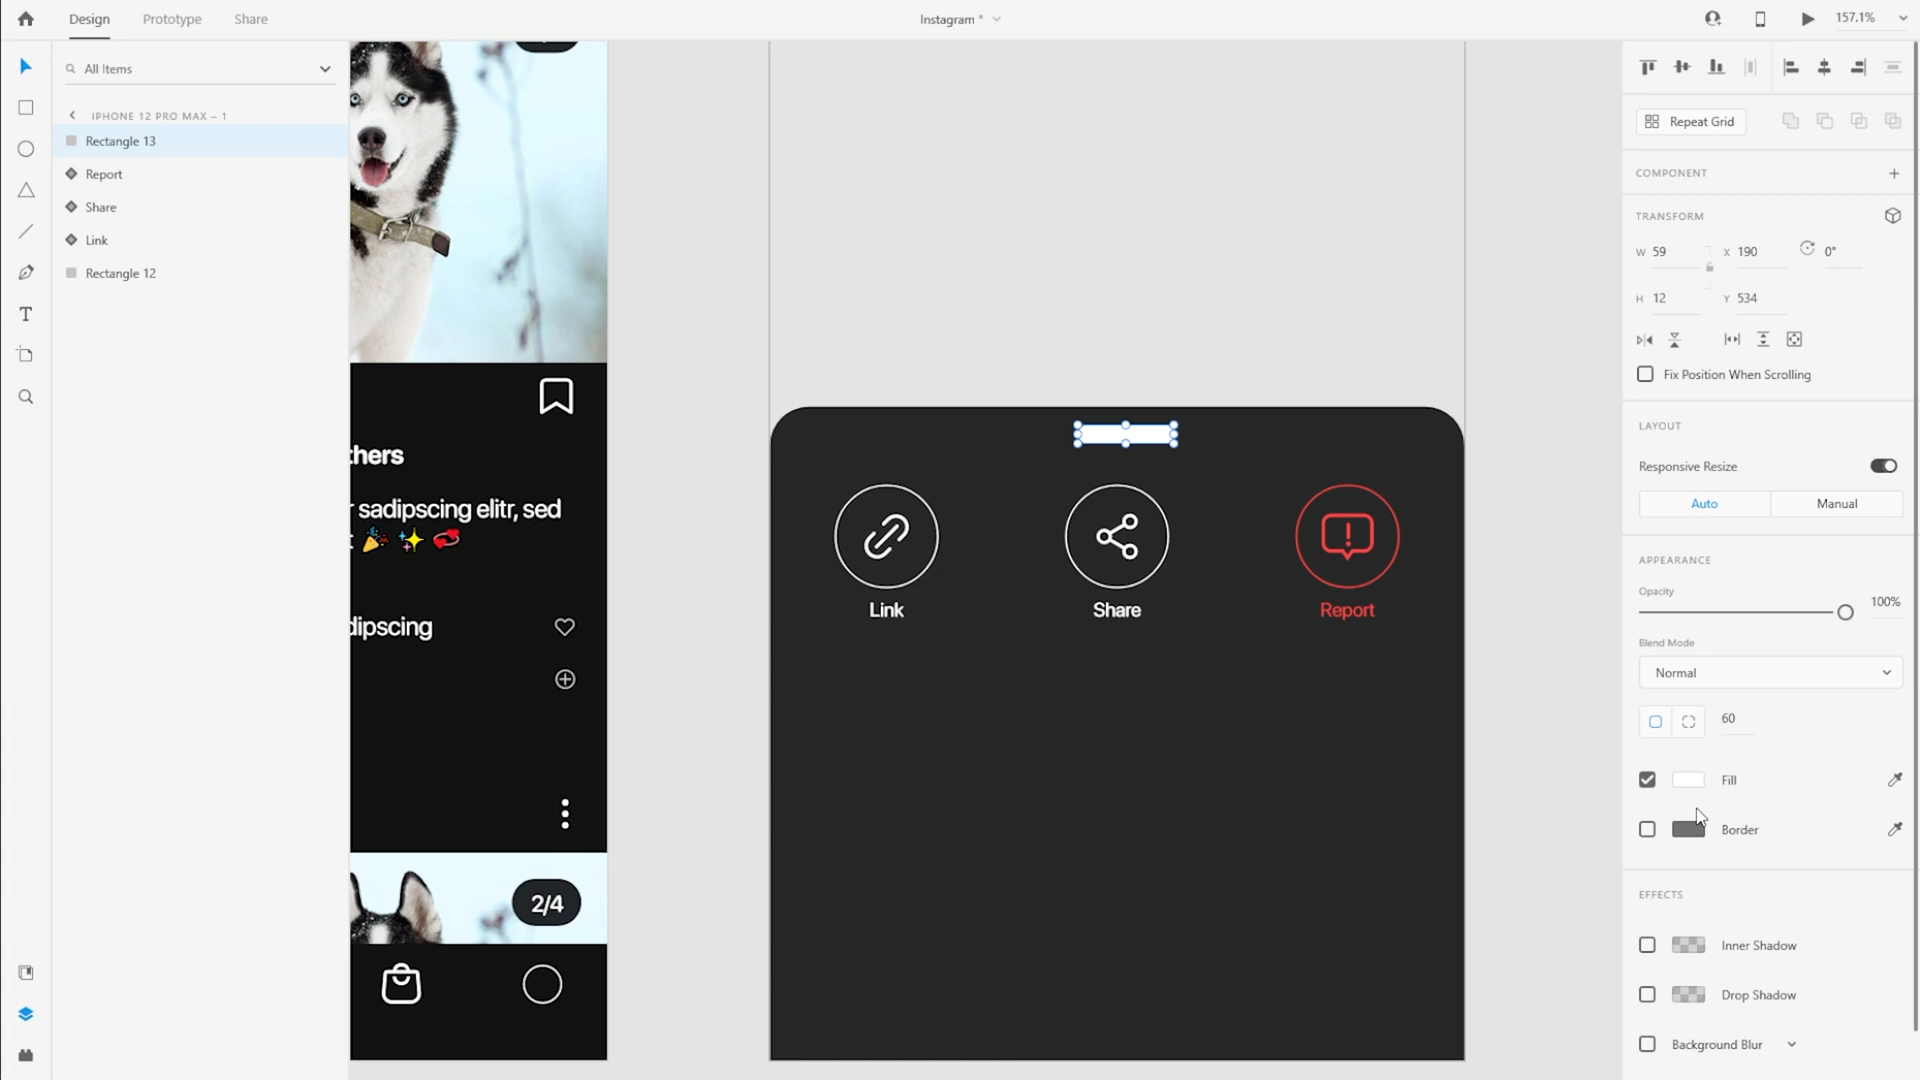 Design
Prototype
Share
Instagram *
157.1%
All Items
IPHONE 12 PRO MAX – 1
Rectangle 13
Report
Share
Link
Rectangle 12
thers
r sadipscing elitr, sed
: 🎉 ✨ 💞
dipscing
2/4
Link
Share
Report
Repeat Grid
COMPONENT
TRANSFORM
W 59
X 190
0°
H 12
Y 534
Fix Position When Scrolling
LAYOUT
Responsive Resize
Auto
Manual
APPEARANCE
Opacity
100%
Blend Mode
Normal
60
Fill
Border
EFFECTS
Inner Shadow
Drop Shadow
Background Blur